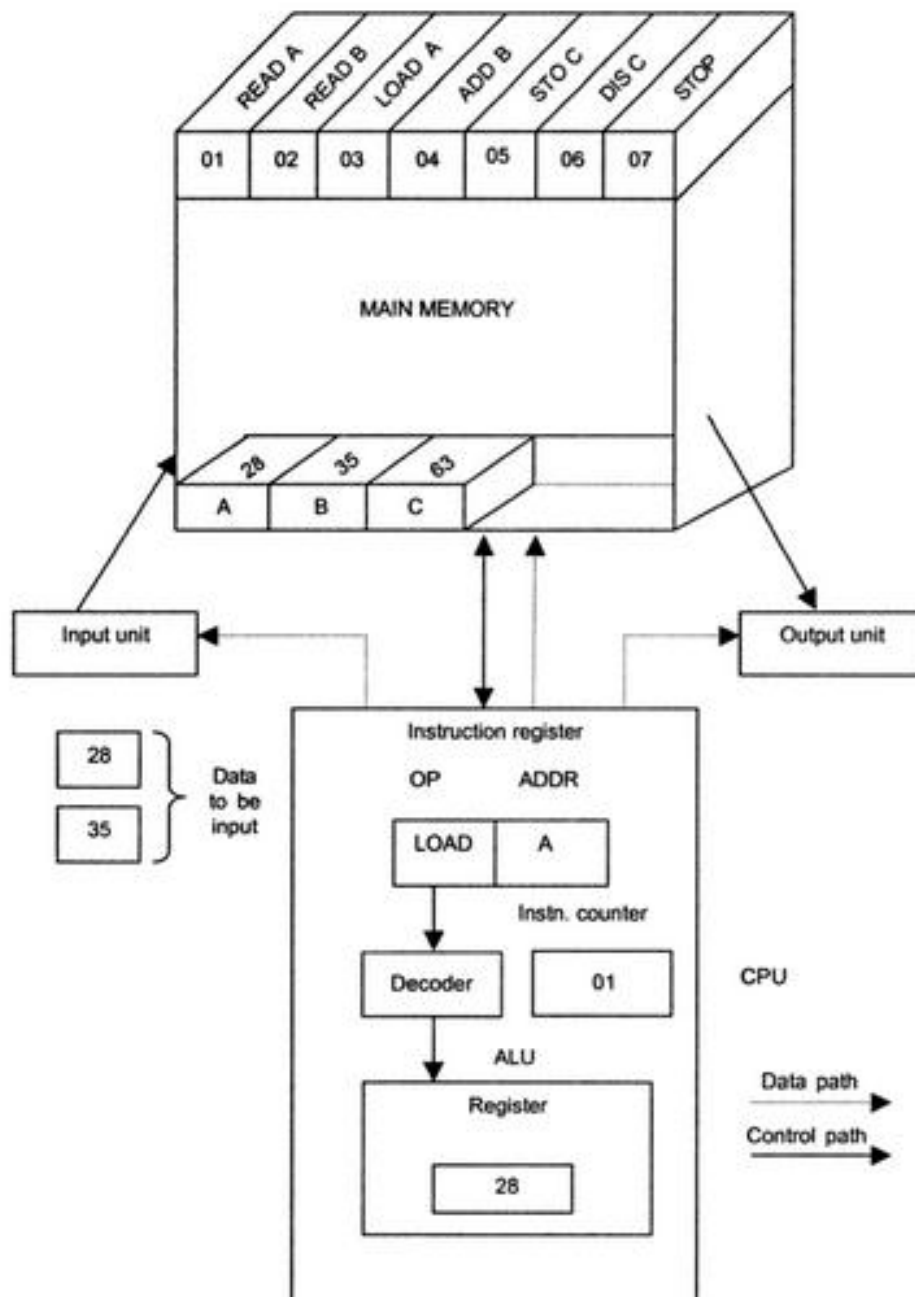 READ A READ B LOAD A ADD B STO C DIS C STOP
01 02 03 04 05 06 07
MAIN MEMORY
28 35 63
A B C
Input unit
Output unit
Instruction register
28
35
Data
to be
input
OP ADDR
LOAD A
Instn. counter
Decoder
01
CPU
ALU
Register
28
Data path
Control path